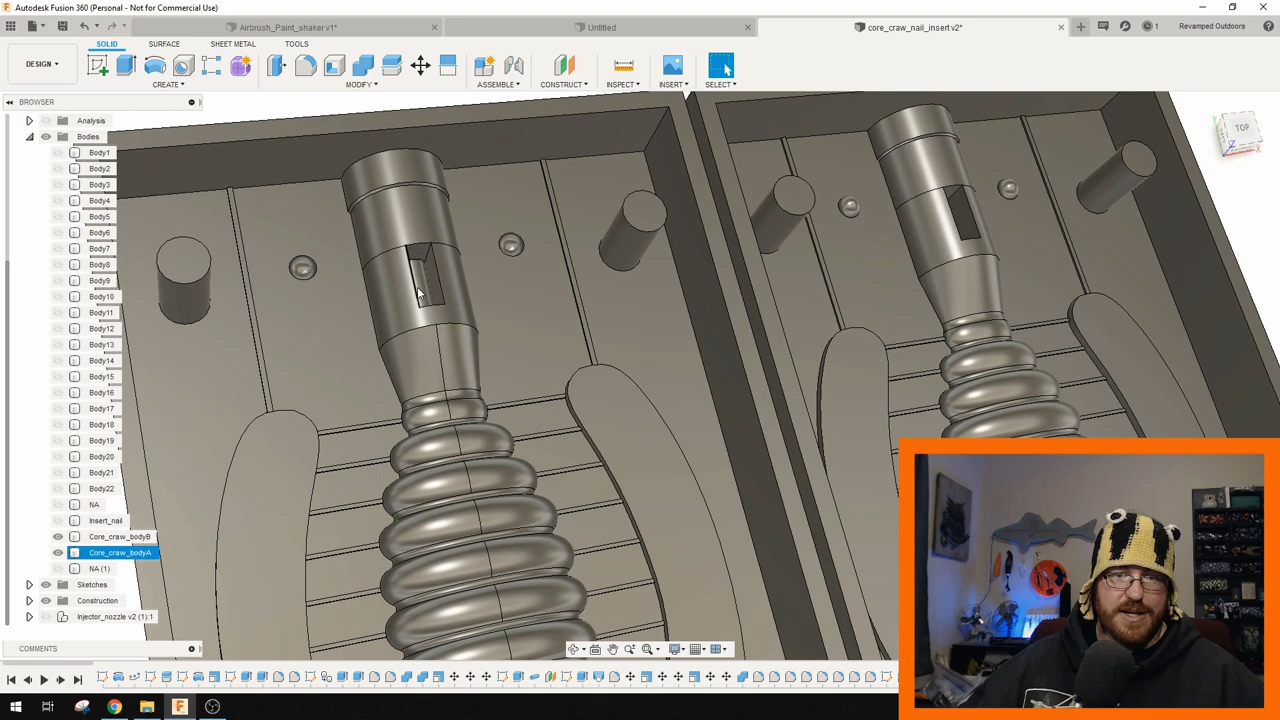 Autodesk Fusion 360 (Personal - Not for Commercial Use)
Airbrush_Paint_shaker v1*
Untitled
core_craw_nail_insert v2*
1
Revamped Outdoors
SOLID
SURFACE
SHEET METAL
TOOLS
DESIGN
CREATE
MODIFY
ASSEMBLE
CONSTRUCT
INSPECT
INSERT
SELECT
BROWSER
TOP
Analysis
Bodies
Body1
Body2
Body3
Body4
Body5
Body6
Body7
Body8
Body9
Body10
Body11
Body12
Body13
Body14
Body15
Body16
Body17
Body18
Body19
Body20
Body21
Body22
NA
Insert_nail
Core_craw_bodyB
Core_craw_bodyA
NA (1)
Sketches
Construction
Injector_nozzle v2 (1):1
COMMENTS